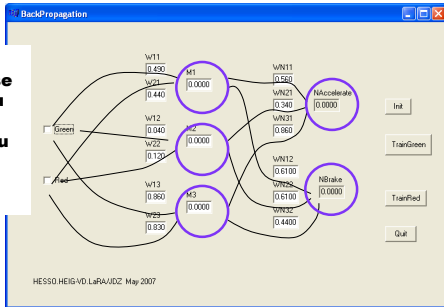 BackPropagation
se
u
u
W11
0.490
W21
0.440
M1
0.0000
WN11
0.560
WN21
0.340
WN31
0.860
NAccelerate
0.0000
Init
TrainGreen
Green
W12
0.040
W22
0.120
M2
0.0000
Red
W13
0.860
W23
0.830
M3
0.0000
WN12
0.6100
WN22
0.6100
WN32
0.4400
NBrake
0.0000
TrainRed
Quit
HESSO.HEIG-VD.LaRA/JDZ May 2007